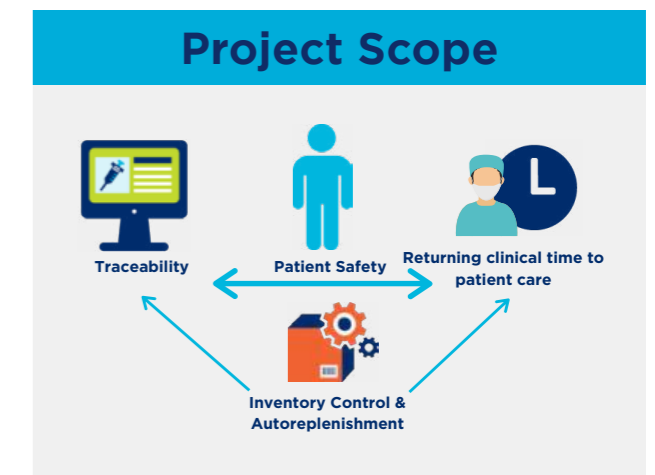 Project Scope
Traceability
Patient Safety
Returning clinical time to
patient care
Inventory Control &
Autoreplenishment